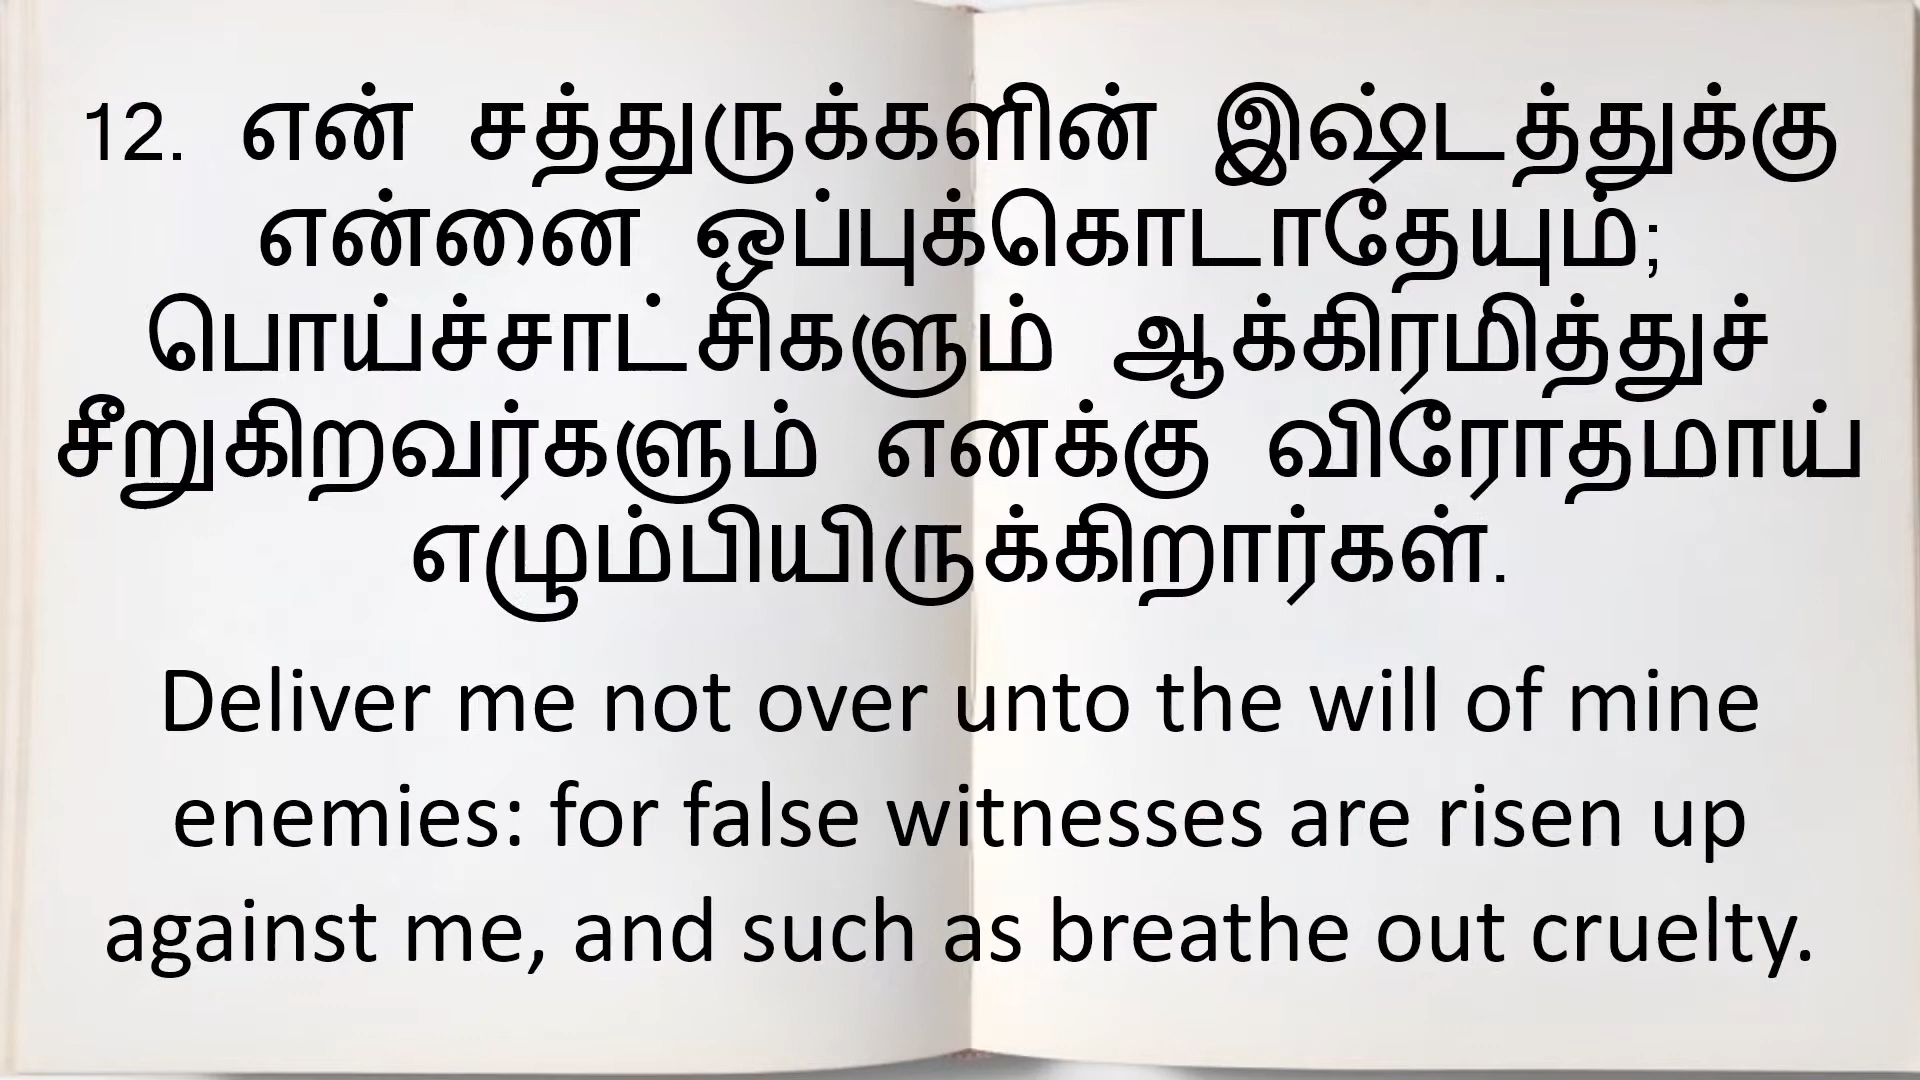 12. என் சத்துருக்களின் இஷ்டத்துக்கு
என்னை ஒப்புக்கொடாதேயும்;
பொய்ச்சாட்சிகளும் ஆக்கிரமித்துச்
சீறுகிறவர்களும் எனக்கு விரோதமாய்
எழும்பியிருக்கிறார்கள்.
Deliver me not over unto the will of mine
enemies: for false witnesses are risen up
against me, and such as breathe out cruelty.